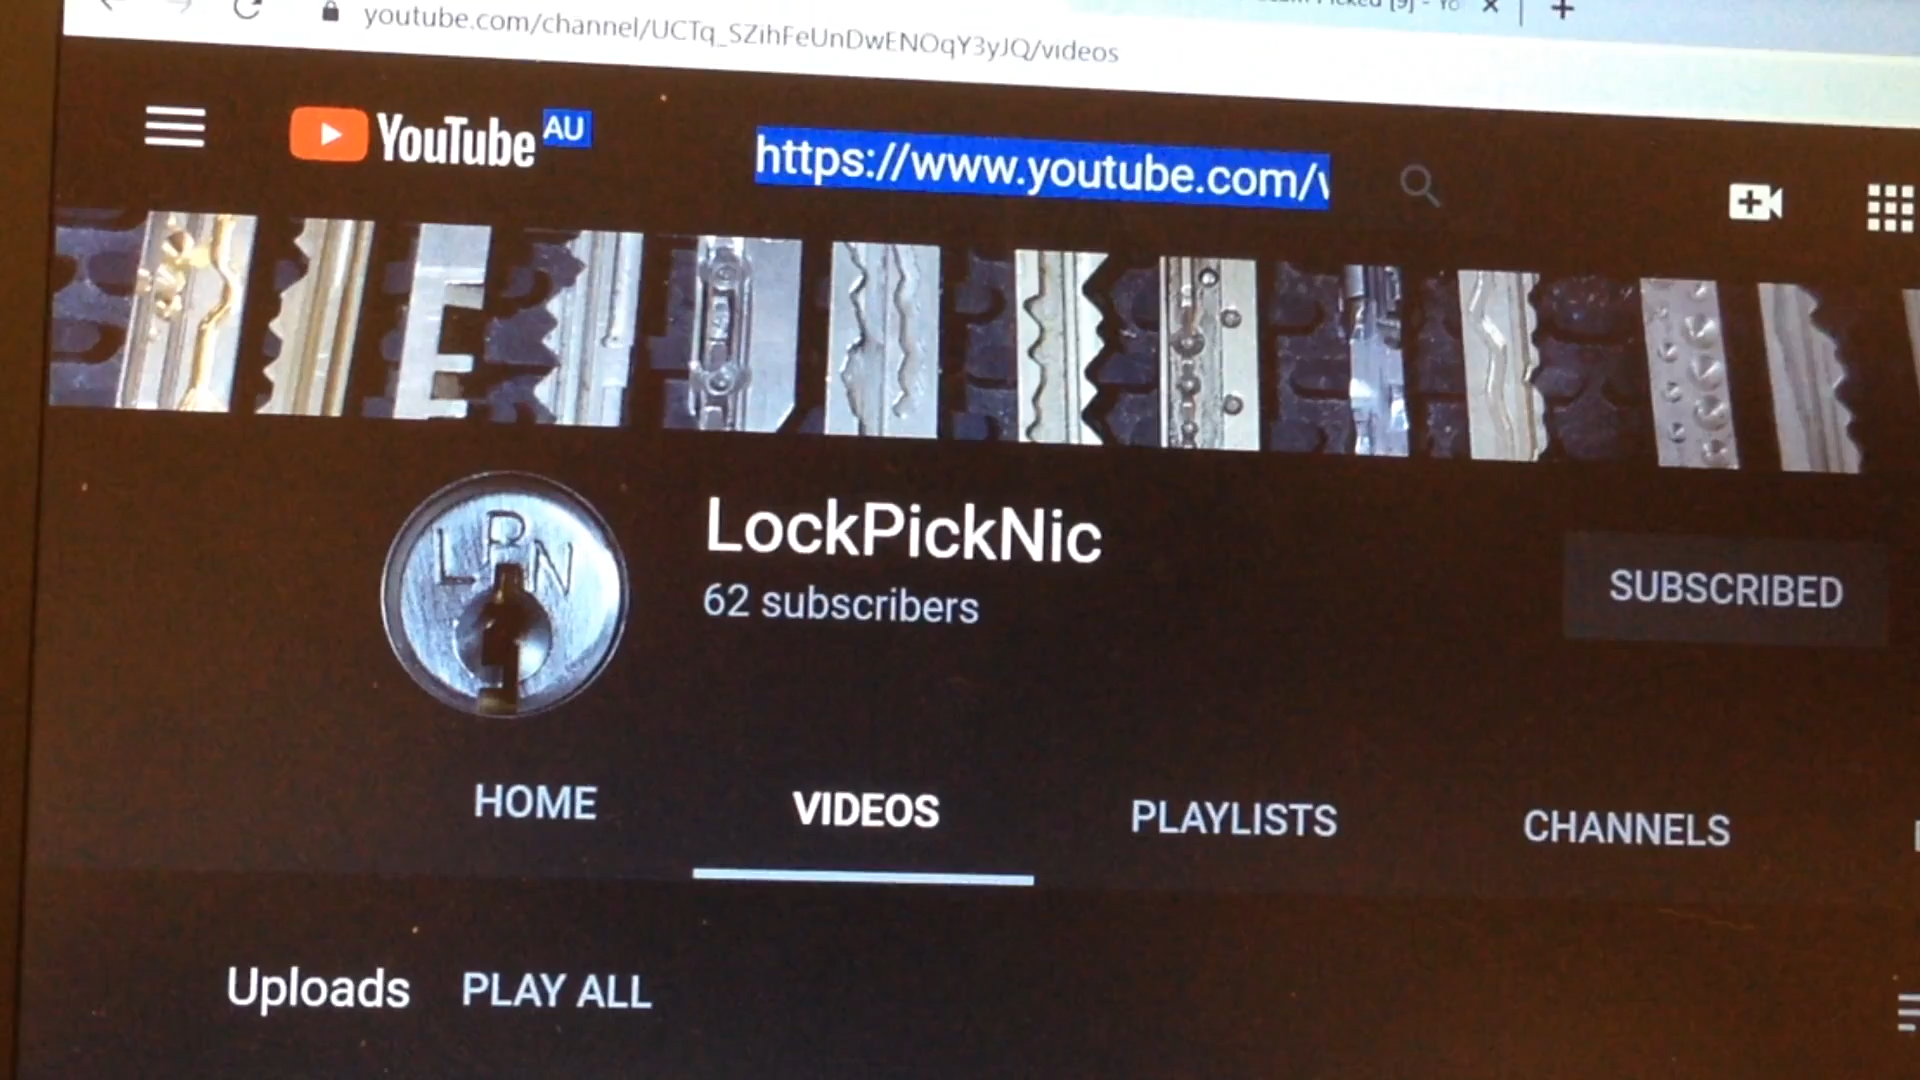 youtube.com/channel/UCTq_SZihFeUnDwENOqY3yJQ/videos
YouTube AU
https://www.youtube.com/
LPN
LockPickNic
62 subscribers
SUBSCRIBED
HOME VIDEOS PLAYLISTS CHANNELS
Uploads PLAY ALL